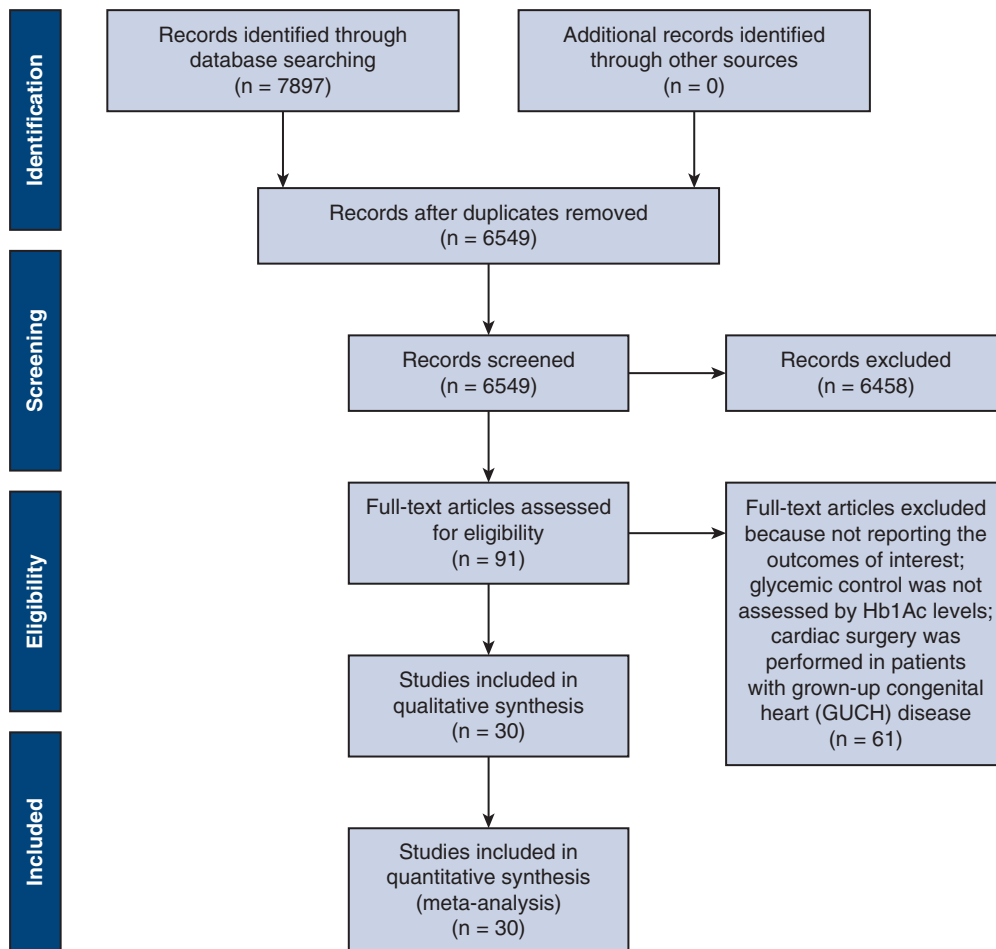 Identification
Records identified through
database searching
(n = 7897)
Additional records identified
through other sources
(n = 0)
Records after duplicates removed
(n = 6549)
Screening
Records screened
(n = 6549)
Records excluded
(n = 6458)
Eligibility
Full-text articles assessed
for eligibility
(n = 91)
Full-text articles excluded
because not reporting the
outcomes of interest;
glycemic control was not
assessed by Hb1Ac levels;
cardiac surgery was
performed in patients
with grown-up congenital
heart (GUCH) disease
(n = 61)
Studies included in
qualitative synthesis
(n = 30)
Included
Studies included in
quantitative synthesis
(meta-analysis)
(n = 30)